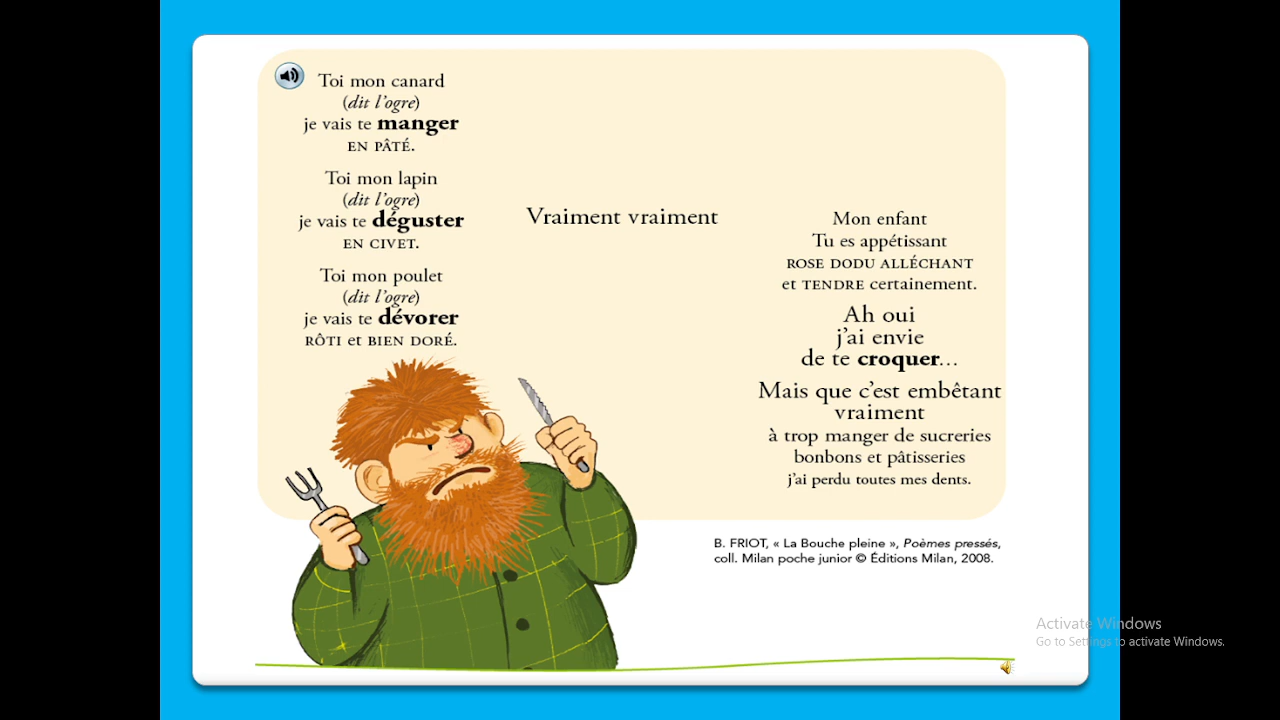 Toi mon canard
(dit l'ogre)
je vais te manger
EN PÂTÉ.
Toi mon lapin
(dit l'ogre)
je vais te déguster
EN CIVET.
Toi mon poulet
(dit l'ogre)
je vais te dévorer
RÔTI et BIEN DORÉ.
Vraiment vraiment
Mon enfant
Tu es appétissant
ROSE DODU ALLÉCHANT
et TENDRE certainement.
Ah oui
j'ai envie
de te croquer...
Mais que c'est embêtant
vraiment
à trop manger de sucreries
bonbons et pâtisseries
j'ai perdu toutes mes dents.
B. FRIOT, « La Bouche pleine », Poèmes pressés,
coll. Milan poche junior © Éditions Milan, 2008.
Activate Windows
Go to Settings to activate Windows.